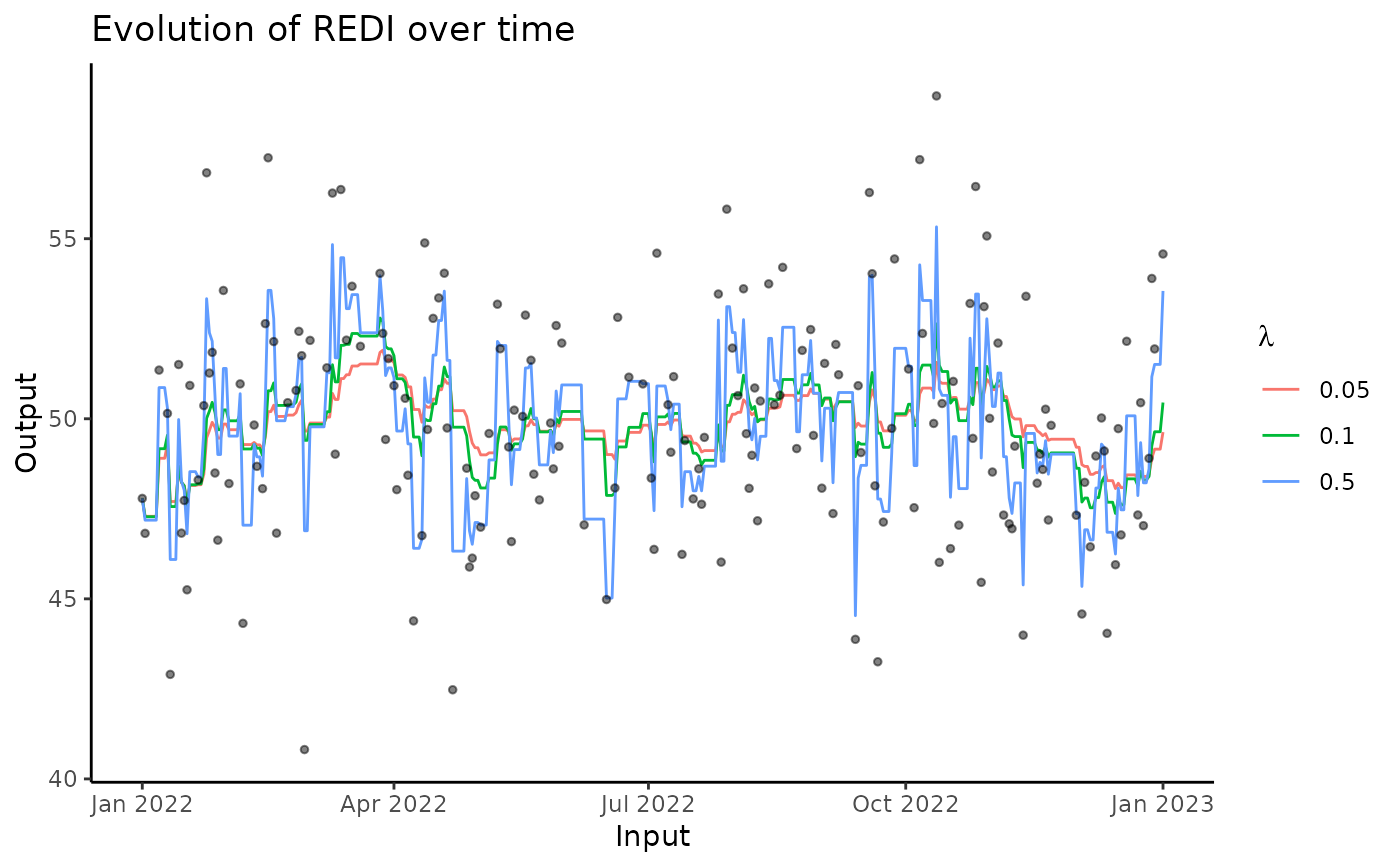 Evolution of REDI over time
Output
55
50
45
40
Jan 2022
Apr 2022
Jul 2022
Oct 2022
Jan 2023
Input
λ
0.05
0.1
0.5